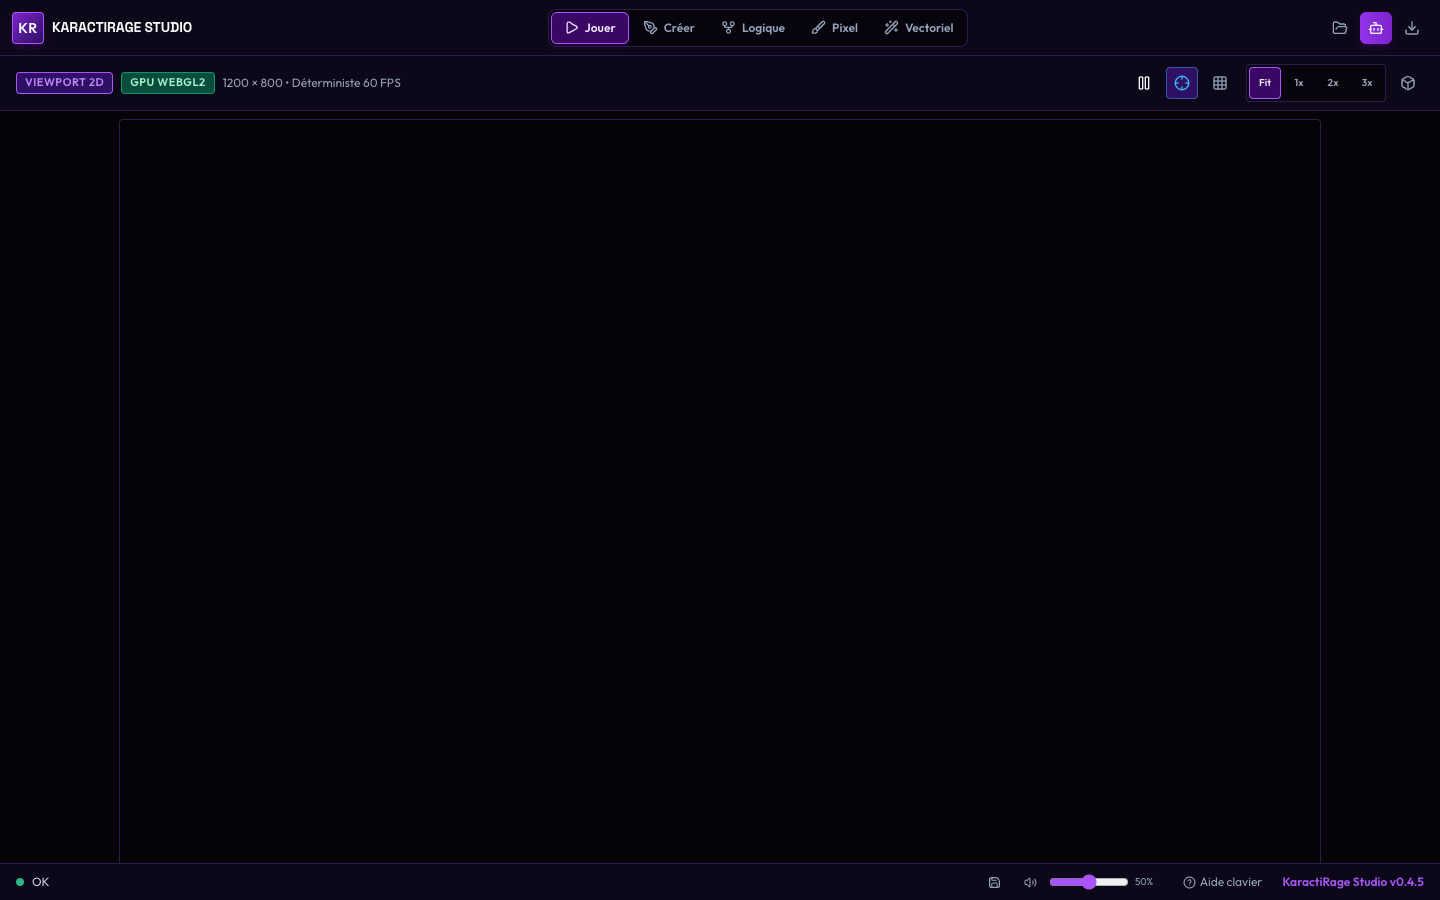 KR KARACTIRAGE STUDIO Jouer Créer Logique Pixel Vectoriel
VIEWPORT 2D GPU WEBGL2 1200 × 800 • Déterministe 60 FPS Fit 1x 2x 3x
OK 50% Aide clavier KaractiRage Studio v0.4.5